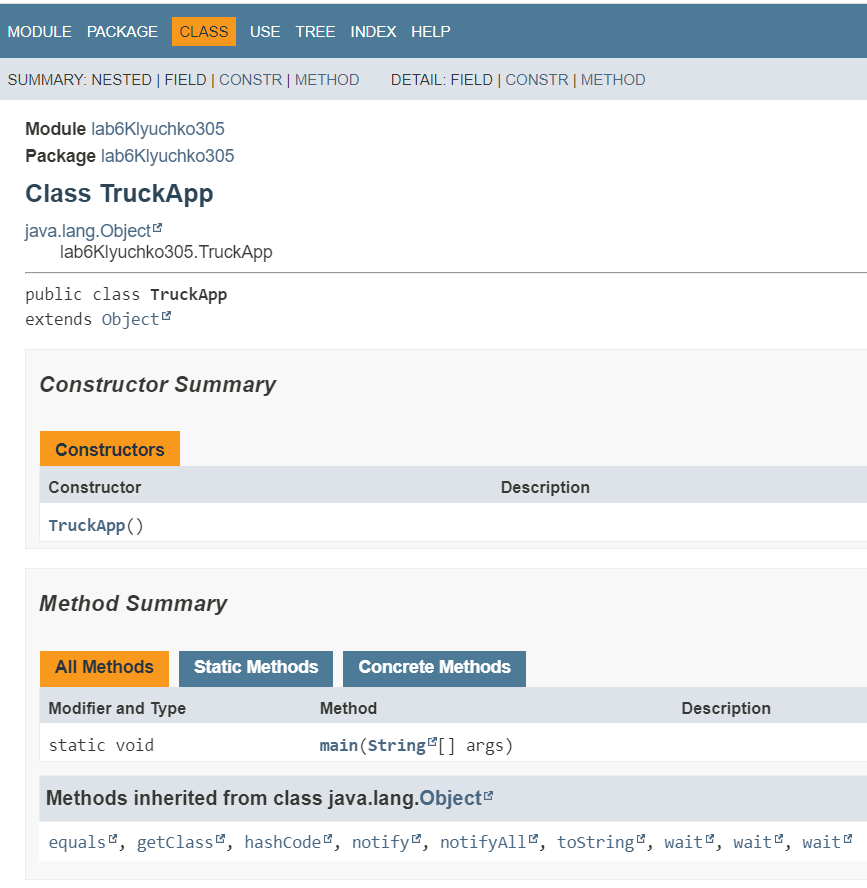 MODULE PACKAGE CLASS USE TREE INDEX HELP
SUMMARY: NESTED | FIELD | CONSTR | METHOD DETAIL: FIELD | CONSTR | METHOD
Module lab6Klyuchko305
Package lab6Klyuchko305
Class TruckApp
java.lang.Object
lab6Klyuchko305.TruckApp
public class TruckApp
extends Object
Constructor Summary
Constructors
Constructor Description
TruckApp()
Method Summary
All Methods Static Methods Concrete Methods
Modifier and Type Method Description
static void main(String[] args)
Methods inherited from class java.lang.Object
equals, getClass, hashCode, notify, notifyAll, toString, wait, wait, wait